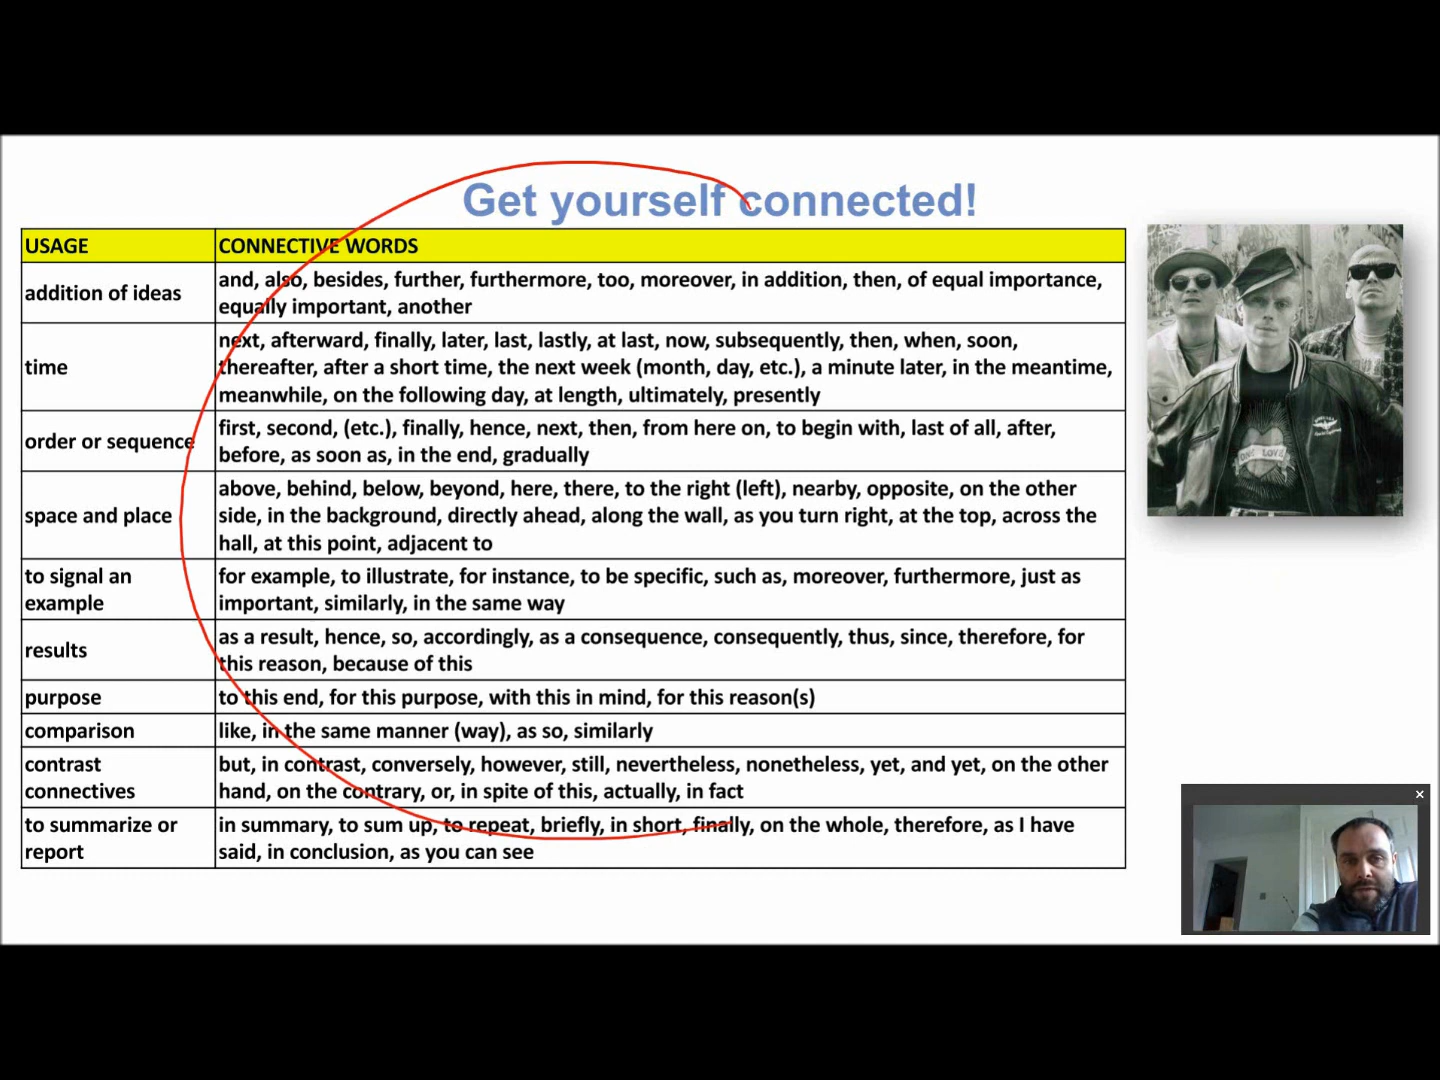 Get yourself connected!
USAGE
CONNECTIVE WORDS
addition of ideas
and, also, besides, further, furthermore, too, moreover, in addition, then, of equal importance,
equally important, another
time
next, afterward, finally, later, last, lastly, at last, now, subsequently, then, when, soon,
thereafter, after a short time, the next week (month, day, etc.), a minute later, in the meantime,
meanwhile, on the following day, at length, ultimately, presently
order or sequence
first, second, (etc.), finally, hence, next, then, from here on, to begin with, last of all, after,
before, as soon as, in the end, gradually
space and place
above, behind, below, beyond, here, there, to the right (left), nearby, opposite, on the other
side, in the background, directly ahead, along the wall, as you turn right, at the top, across the
hall, at this point, adjacent to
to signal an
example
for example, to illustrate, for instance, to be specific, such as, moreover, furthermore, just as
important, similarly, in the same way
results
as a result, hence, so, accordingly, as a consequence, consequently, thus, since, therefore, for
this reason, because of this
purpose
to this end, for this purpose, with this in mind, for this reason(s)
comparison
like, in the same manner (way), as so, similarly
contrast
connectives
but, in contrast, conversely, however, still, nevertheless, nonetheless, yet, and yet, on the other
hand, on the contrary, or, in spite of this, actually, in fact
to summarize or
report
in summary, to sum up, to repeat, briefly, in short, finally, on the whole, therefore, as I have
said, in conclusion, as you can see
ONE LOVE